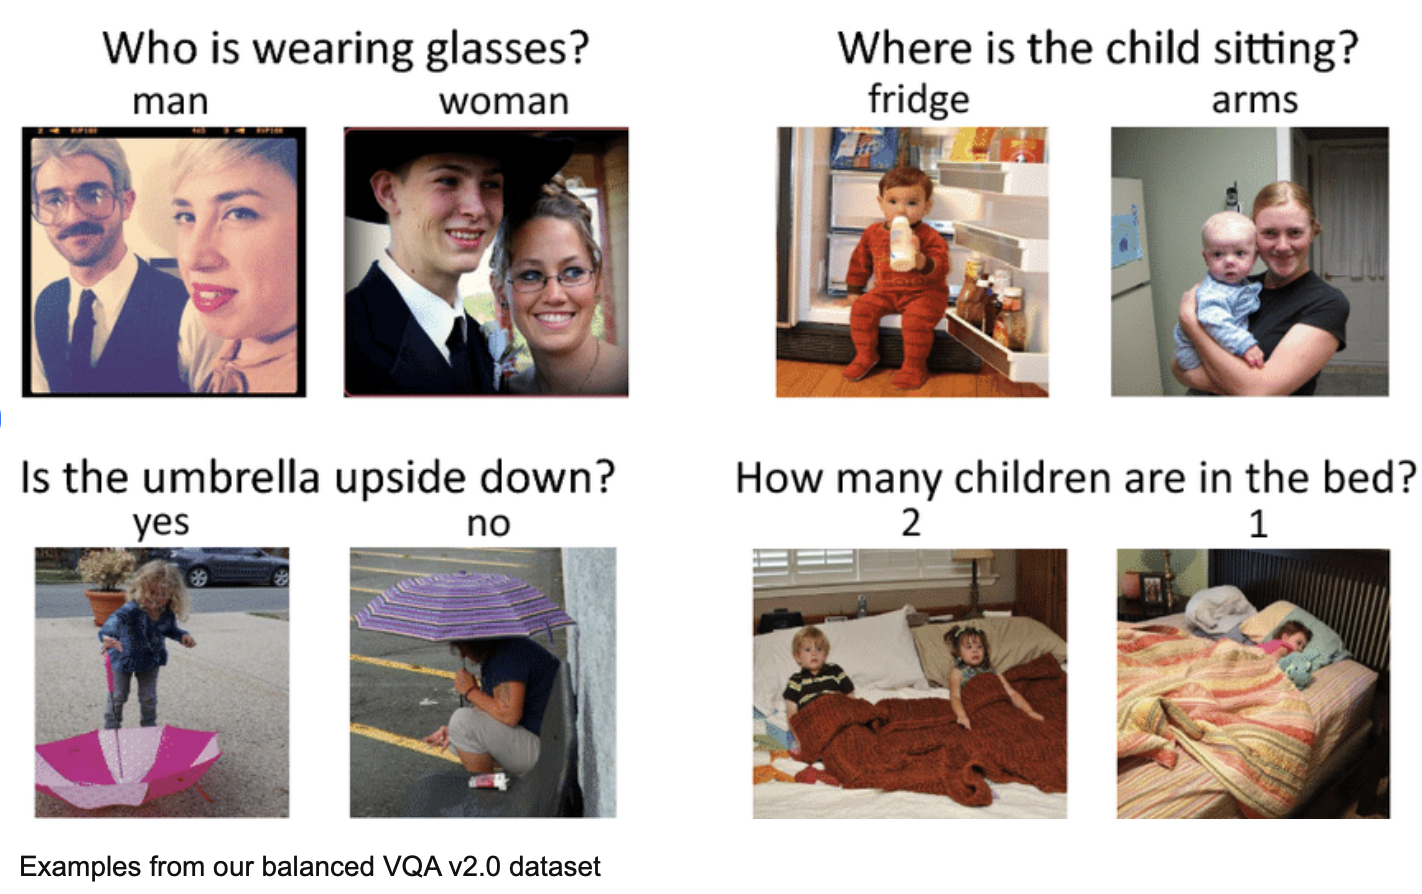 Who is wearing glasses?
man
woman
Where is the child sitting?
fridge
arms
Is the umbrella upside down?
yes
no
How many children are in the bed?
2
1
Examples from our balanced VQA v2.0 dataset